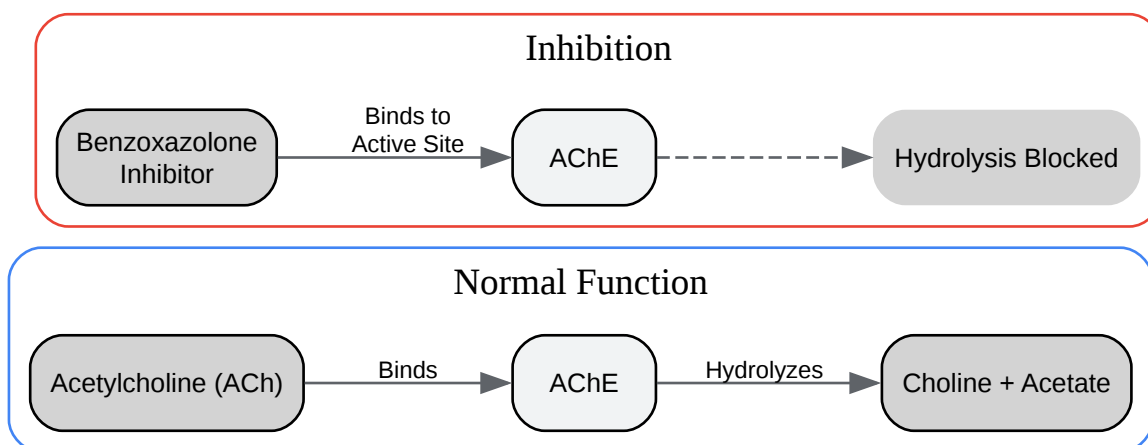 Inhibition
Benzoxazolone
Inhibitor
Binds to
Active Site
AChE
Hydrolysis Blocked
Normal Function
Acetylcholine (ACh)
Binds
AChE
Hydrolyzes
Choline + Acetate